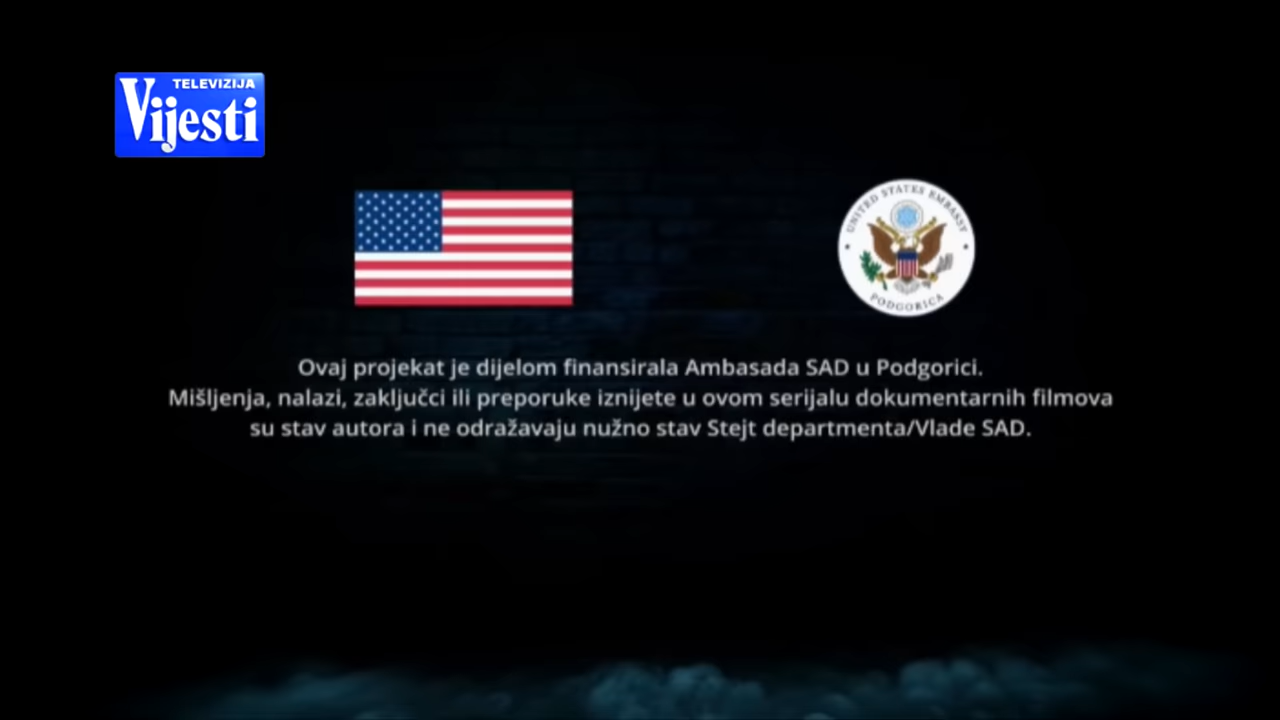 TELEVIZIJA
Vijesti
UNITED STATES EMBASSY
PODGORICA
Ovaj projekat je dijelom finansirala Ambasada SAD u Podgorici.
Mišljenja, nalazi, zaključci ili preporuke iznijete u ovom serijalu dokumentarnih filmova
su stav autora i ne odražavaju nužno stav Stejt departmenta/Vlade SAD.